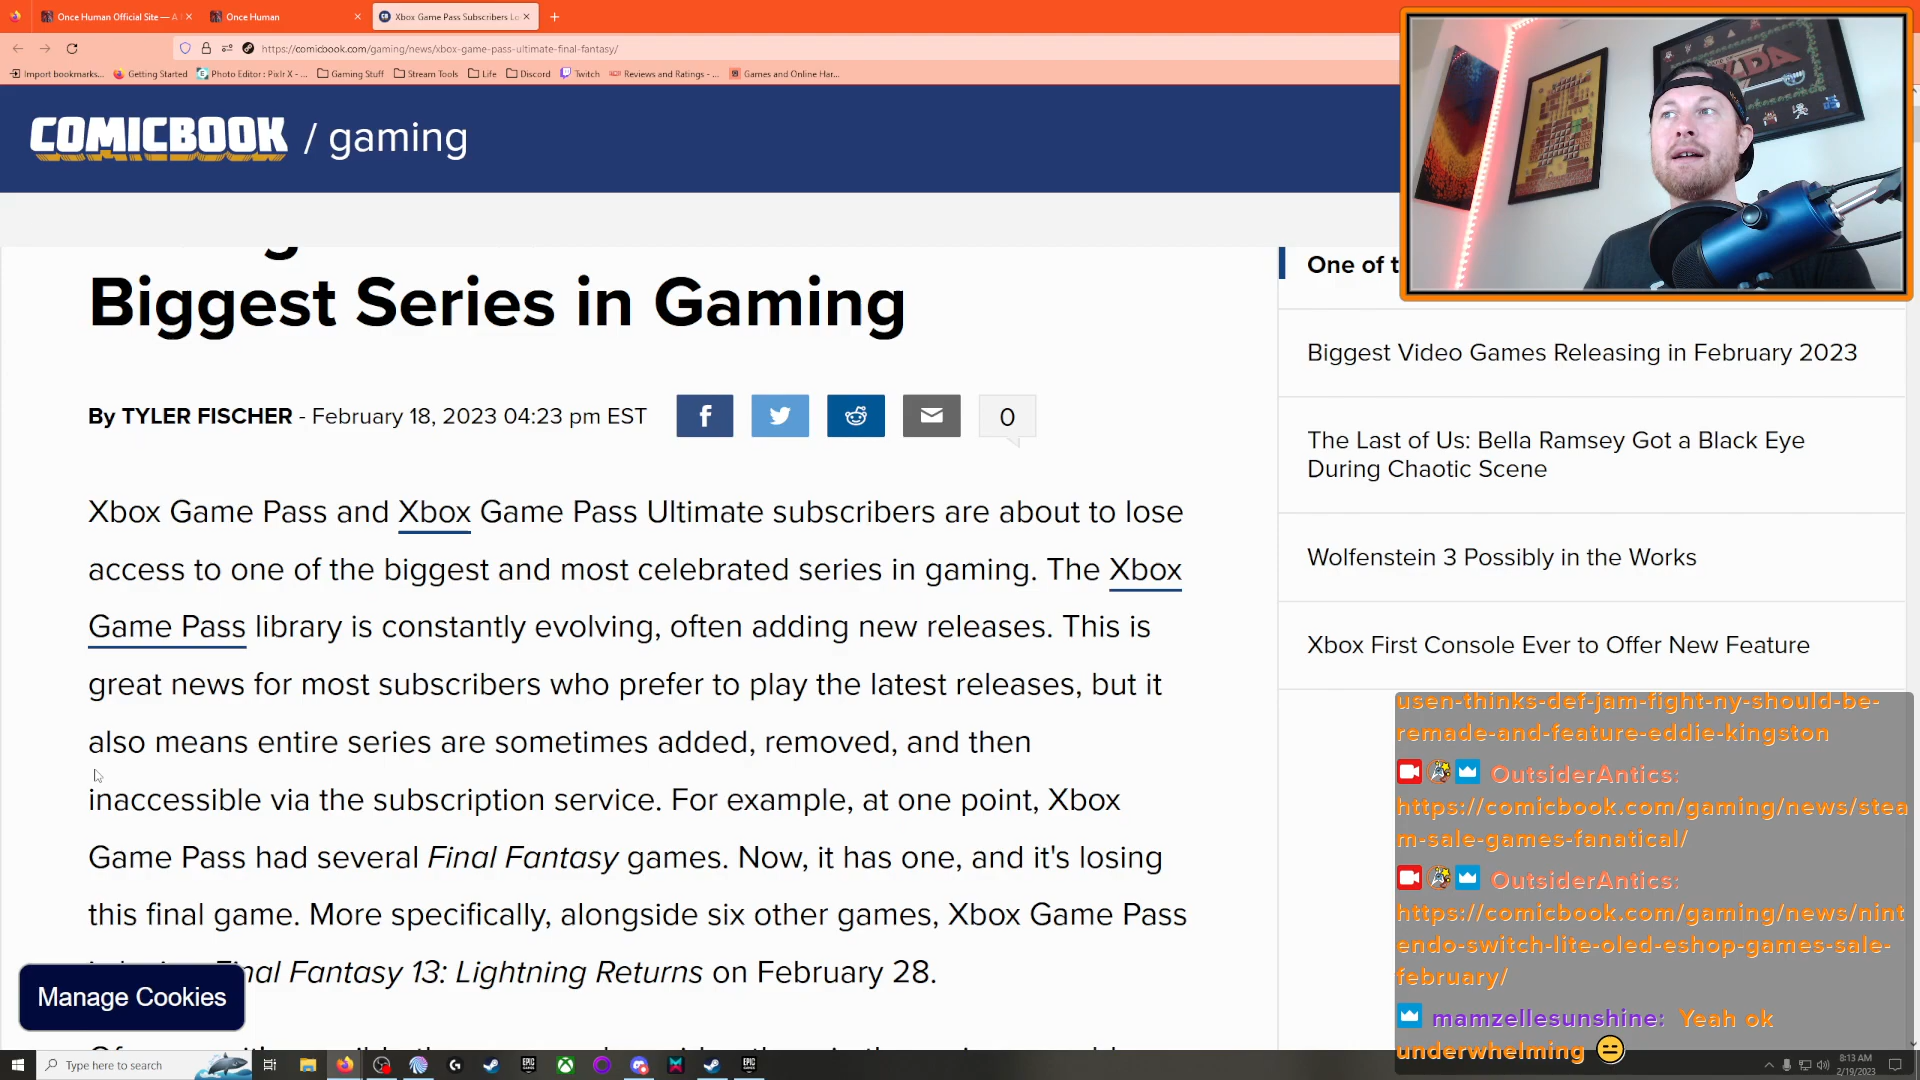 Once Human Official Site — A
Once Human
Xbox Game Pass Subscribers Lo
https://comicbook.com/gaming/news/xbox-game-pass-ultimate-final-fantasy/
Import bookmarks...
Getting Started
Photo Editor : Pixlr X - ...
Gaming Stuff
Stream Tools
Life
Discord
Twitch
Reviews and Ratings - ...
Games and Online Har...
COMICBOOK / gaming
Biggest Series in Gaming
By TYLER FISCHER - February 18, 2023 04:23 pm EST
0
Xbox Game Pass and Xbox Game Pass Ultimate subscribers are about to lose
access to one of the biggest and most celebrated series in gaming. The Xbox
Game Pass library is constantly evolving, often adding new releases. This is
great news for most subscribers who prefer to play the latest releases, but it
also means entire series are sometimes added, removed, and then
inaccessible via the subscription service. For example, at one point, Xbox
Game Pass had several Final Fantasy games. Now, it has one, and it's losing
this final game. More specifically, alongside six other games, Xbox Game Pass
Final Fantasy 13: Lightning Returns on February 28.
Manage Cookies
One of t
Biggest Video Games Releasing in February 2023
The Last of Us: Bella Ramsey Got a Black Eye
During Chaotic Scene
Wolfenstein 3 Possibly in the Works
Xbox First Console Ever to Offer New Feature
usen-thinks-def-jam-fight-ny-should-be-
remade-and-feature-eddie-kingston
OutsiderAntics:
https://comicbook.com/gaming/news/stea
m-sale-games-fanatical/
OutsiderAntics:
https://comicbook.com/gaming/news/nint
endo-switch-lite-oled-eshop-games-sale-
february/
mamzellesunshine: Yeah ok
underwhelming
Type here to search
8:13 AM
2/19/2023